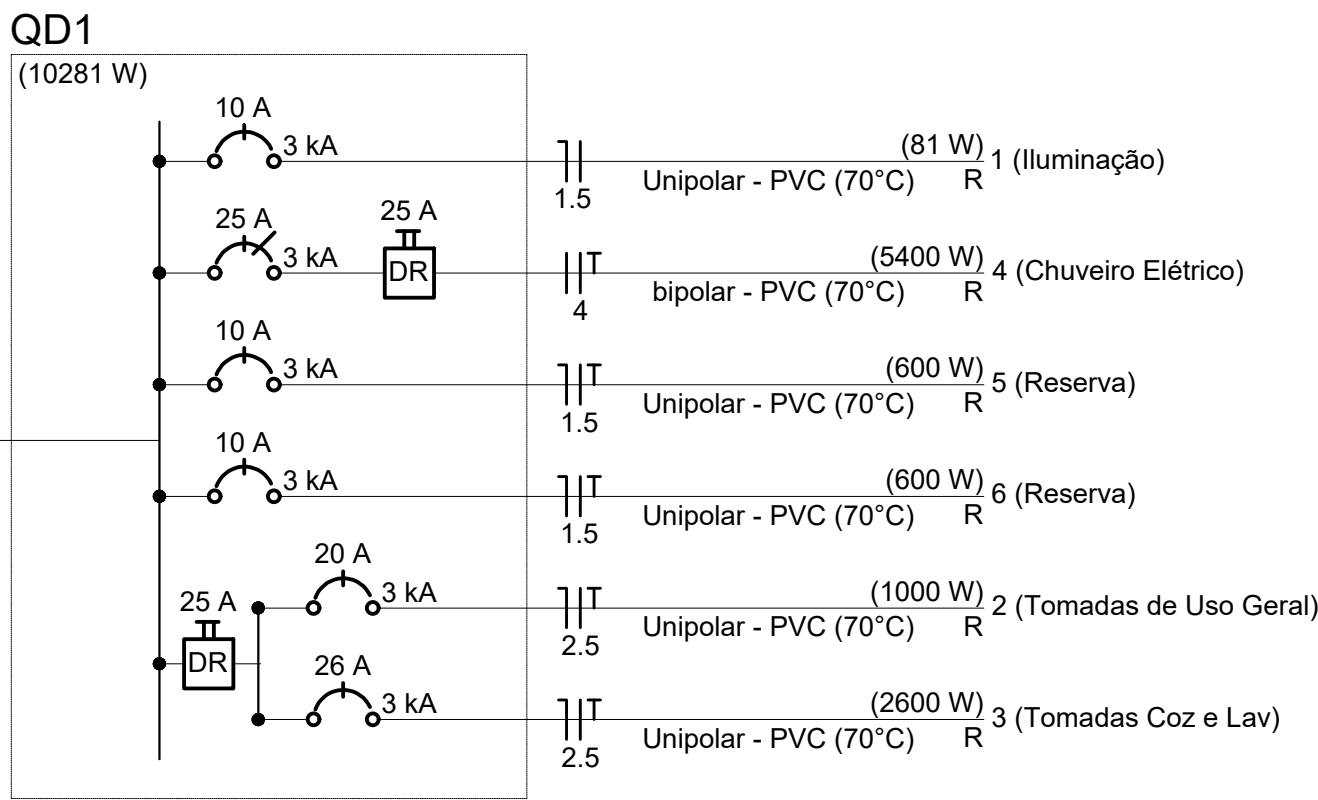 QD1
(10281 W)
10 A
3 kA
1.5
(81 W)
Unipolar - PVC (70°C)
R
1 (Iluminação)
25 A
3 kA
25 A
DR
4
(5400 W)
bipolar - PVC (70°C)
R
4 (Chuveiro Elétrico)
10 A
3 kA
1.5
(600 W)
Unipolar - PVC (70°C)
R
5 (Reserva)
10 A
3 kA
1.5
(600 W)
Unipolar - PVC (70°C)
R
6 (Reserva)
25 A
DR
20 A
3 kA
2.5
(1000 W)
Unipolar - PVC (70°C)
R
2 (Tomadas de Uso Geral)
26 A
3 kA
2.5
(2600 W)
Unipolar - PVC (70°C)
R
3 (Tomadas Coz e Lav)